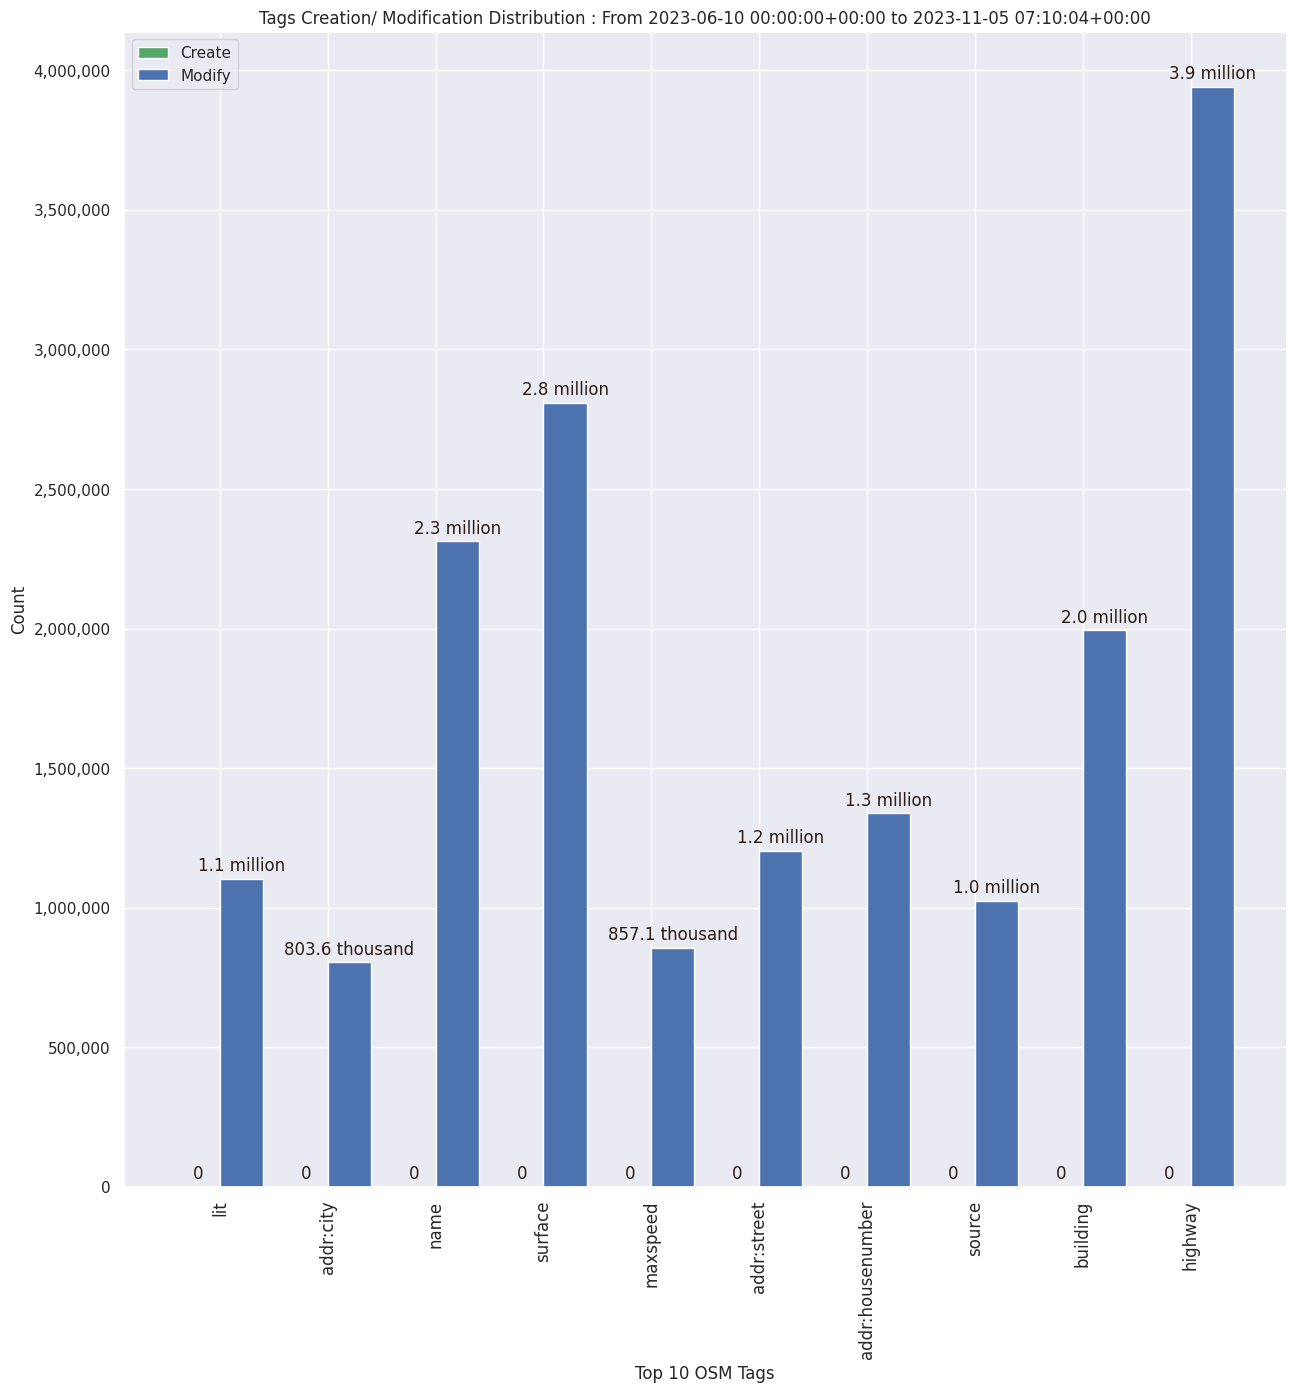 Tags Creation/ Modification Distribution : From 2023-06-10 00:00:00+00:00 to 2023-11-05 07:10:04+00:00
Create
Modify
4,000,000
3,500,000
3,000,000
2,500,000
2,000,000
1,500,000
1,000,000
500,000
0
Count
0
1.1 million
0
803.6 thousand
0
2.3 million
0
2.8 million
0
857.1 thousand
0
1.2 million
0
1.3 million
0
1.0 million
0
2.0 million
0
3.9 million
lit
addr:city
name
surface
maxspeed
addr:street
addr:housenumber
source
building
highway
Top 10 OSM Tags